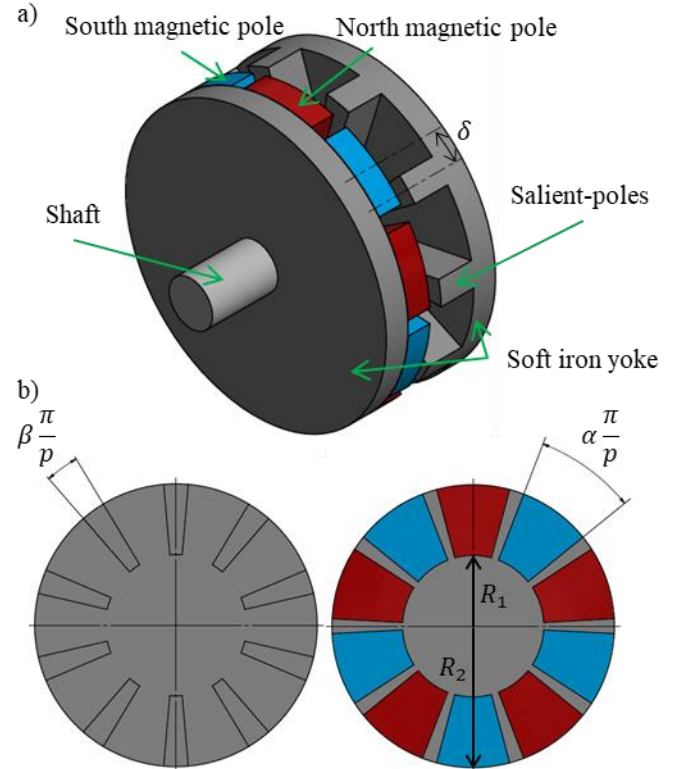 a)
South magnetic pole
North magnetic pole
δ
Shaft
Salient-poles
Soft iron yoke
b)
β π/p
α π/p
R₁
R₂